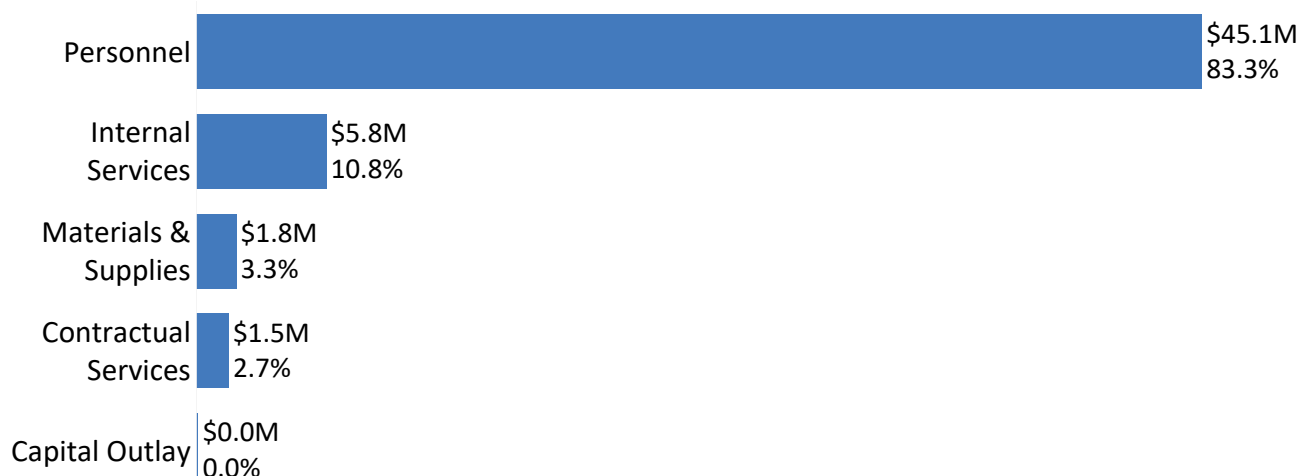 Personnel
$45.1M
83.3%
Internal
Services
$5.8M
10.8%
Materials &
Supplies
$1.8M
3.3%
Contractual
Services
$1.5M
2.7%
Capital Outlay
$0.0M
0.0%